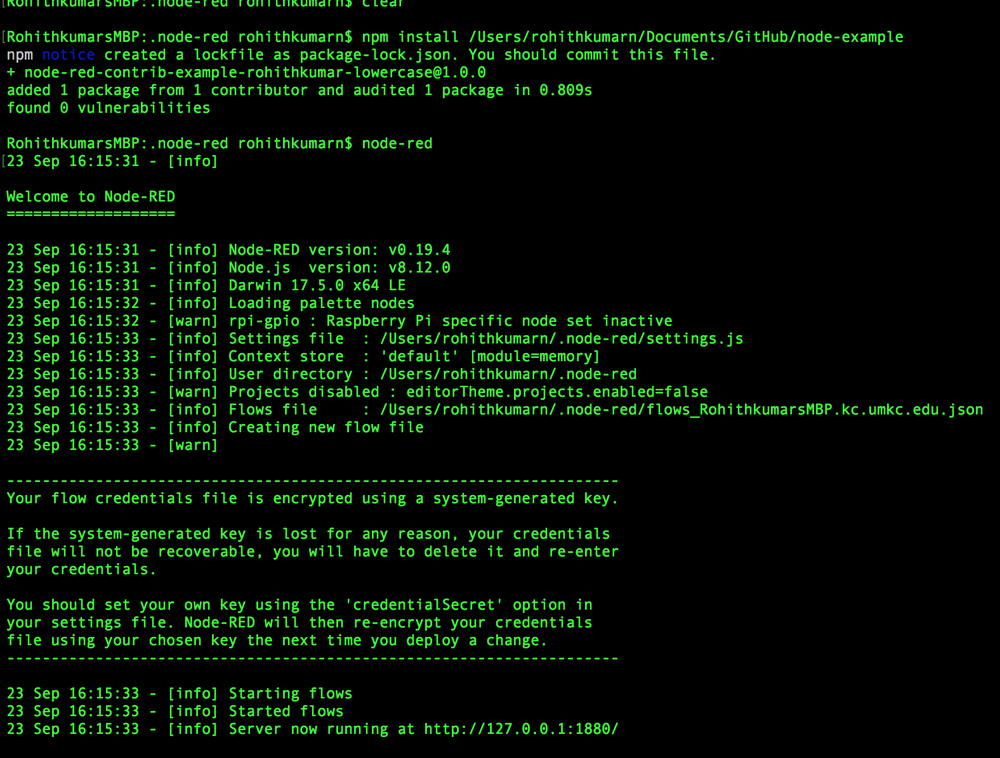 [RohithkumarsMBP:.node-red rohithkumarn$ clear
[RohithkumarsMBP:.node-red rohithkumarn$ npm install /Users/rohithkumarn/Documents/GitHub/node-example
npm notice created a lockfile as package-lock.json. You should commit this file.
+ node-red-contrib-example-rohithkumar-lowercase@1.0.0
added 1 package from 1 contributor and audited 1 package in 0.809s
found 0 vulnerabilities
RohithkumarsMBP:.node-red rohithkumarn$ node-red
[23 Sep 16:15:31 - [info]
Welcome to Node-RED
===================
23 Sep 16:15:31 - [info] Node-RED version: v0.19.4
23 Sep 16:15:31 - [info] Node.js  version: v8.12.0
23 Sep 16:15:31 - [info] Darwin 17.5.0 x64 LE
23 Sep 16:15:32 - [info] Loading palette nodes
23 Sep 16:15:32 - [warn] rpi-gpio : Raspberry Pi specific node set inactive
23 Sep 16:15:33 - [info] Settings file  : /Users/rohithkumarn/.node-red/settings.js
23 Sep 16:15:33 - [info] Context store  : 'default' [module=memory]
23 Sep 16:15:33 - [info] User directory : /Users/rohithkumarn/.node-red
23 Sep 16:15:33 - [warn] Projects disabled : editorTheme.projects.enabled=false
23 Sep 16:15:33 - [info] Flows file     : /Users/rohithkumarn/.node-red/flows_RohithkumarsMBP.kc.umkc.edu.json
23 Sep 16:15:33 - [info] Creating new flow file
23 Sep 16:15:33 - [warn]
---------------------------------------------------------------------
Your flow credentials file is encrypted using a system-generated key.
If the system-generated key is lost for any reason, your credentials
file will not be recoverable, you will have to delete it and re-enter
your credentials.
You should set your own key using the 'credentialSecret' option in
your settings file. Node-RED will then re-encrypt your credentials
file using your chosen key the next time you deploy a change.
---------------------------------------------------------------------
23 Sep 16:15:33 - [info] Starting flows
23 Sep 16:15:33 - [info] Started flows
23 Sep 16:15:33 - [info] Server now running at http://127.0.0.1:1880/